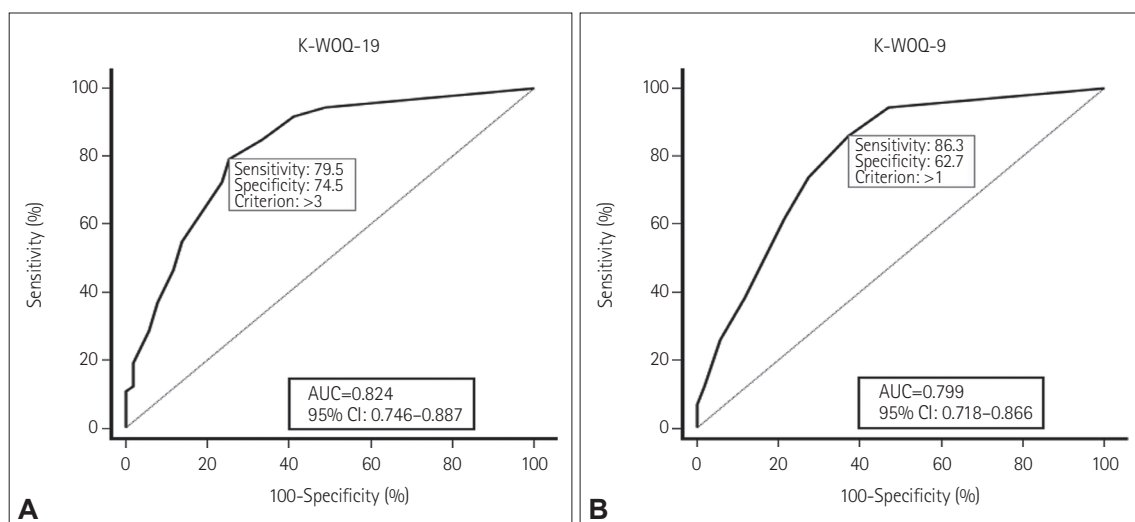 K-WOQ-19
100
80
60
40
20
0
Sensitivity (%)
Sensitivity: 79.5
Specificity: 74.5
Criterion: >3
AUC=0.824
95% CI: 0.746–0.887
0 20 40 60 80 100
100-Specificity (%)
A
K-WOQ-9
100
80
60
40
20
0
Sensitivity (%)
Sensitivity: 86.3
Specificity: 62.7
Criterion: >1
AUC=0.799
95% CI: 0.718–0.866
0 20 40 60 80 100
100-Specificity (%)
B